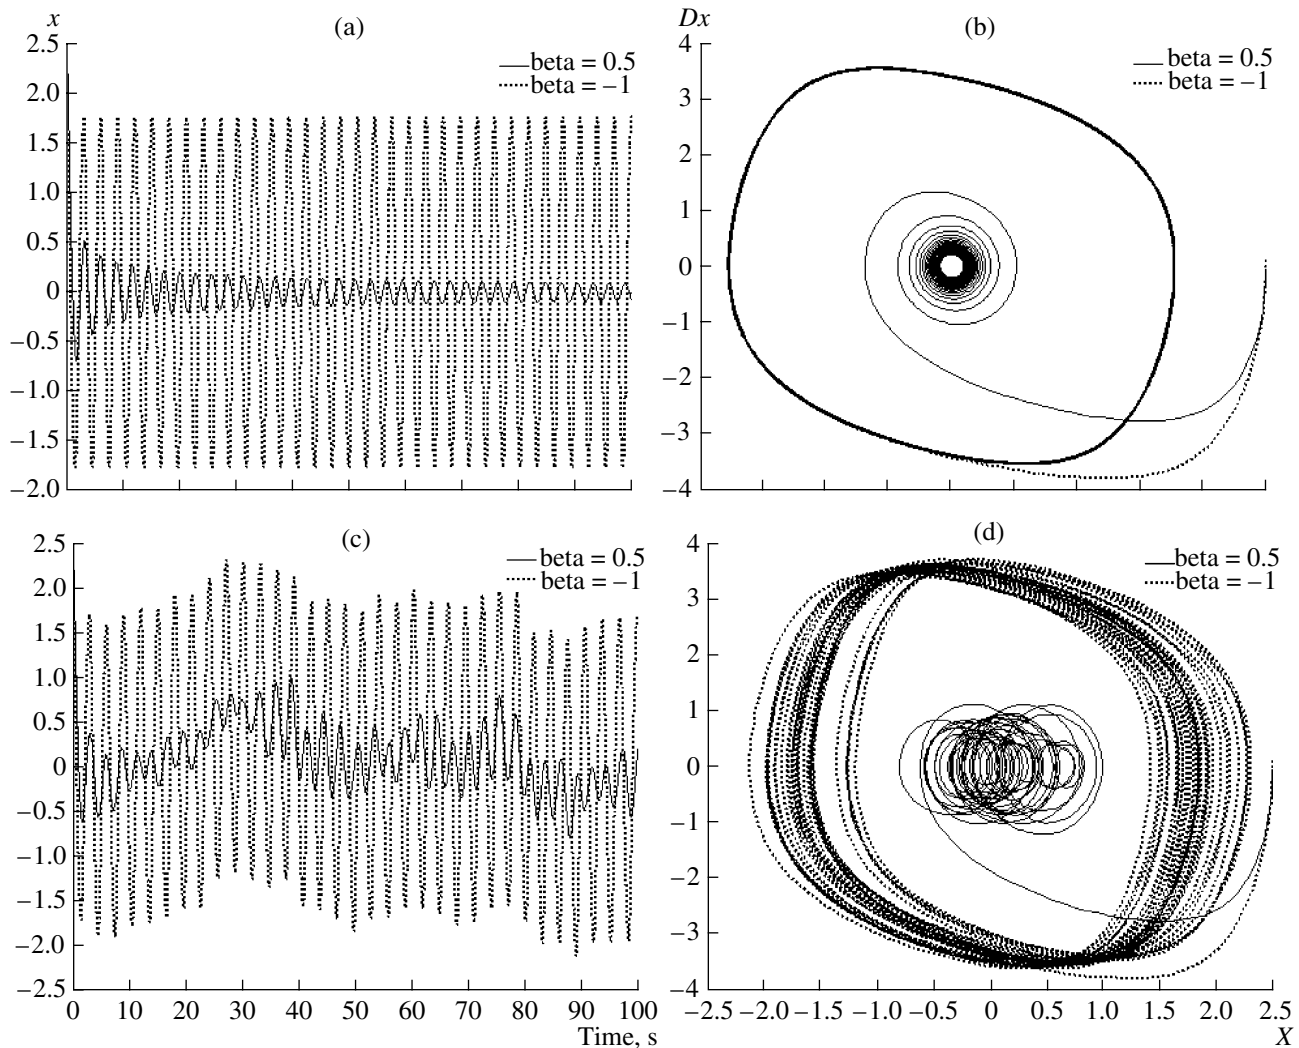 x
(a)
2.5
2.0
1.5
1.0
0.5
0
−0.5
−1.0
−1.5
−2.0
beta = 0.5
beta = −1
Dx
(b)
4
3
2
1
0
−1
−2
−3
−4
beta = 0.5
beta = −1
(c)
2.5
2.0
1.5
1.0
0.5
0
−0.5
−1.0
−1.5
−2.0
−2.5
beta = 0.5
beta = −1
0 10 20 30 40 50 60 70 80 90 100
Time, s
(d)
4
3
2
1
0
−1
−2
−3
−4
beta = 0.5
beta = −1
−2.5 −2.0 −1.5 −1.0 −0.5 0 0.5 1.0 1.5 2.0 2.5
X